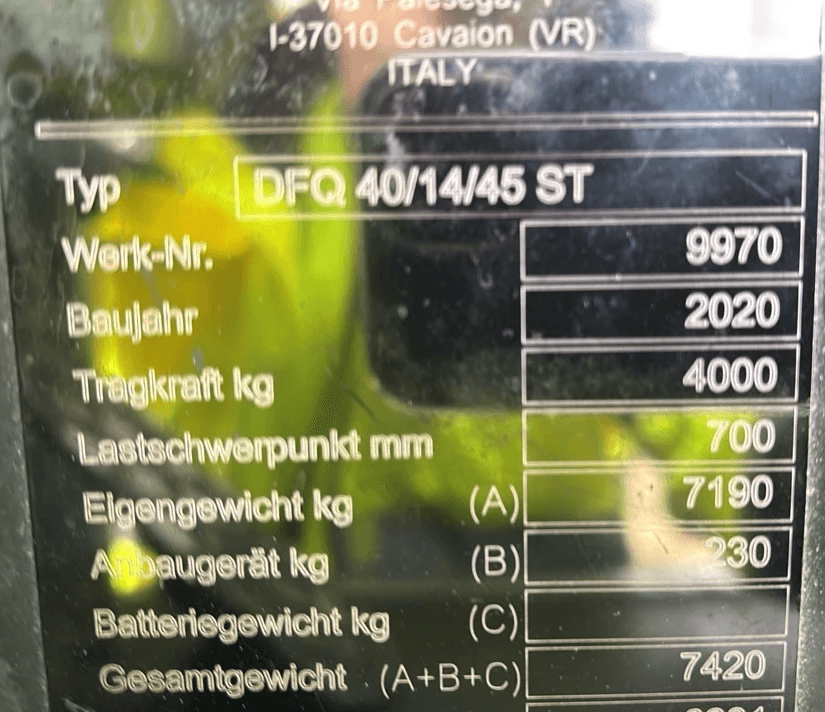 I-37010 Cavaion (VR)
ITALY
Typ DFQ 40/14/45 ST
Werk-Nr. 9970
Baujahr 2020
Tragkraft kg 4000
Lastschwerpunkt mm 700
Eigengewicht kg (A) 7190
Anbaugerät kg (B) 230
Batteriegewicht kg (C)
Gesamtgewicht (A+B+C) 7420